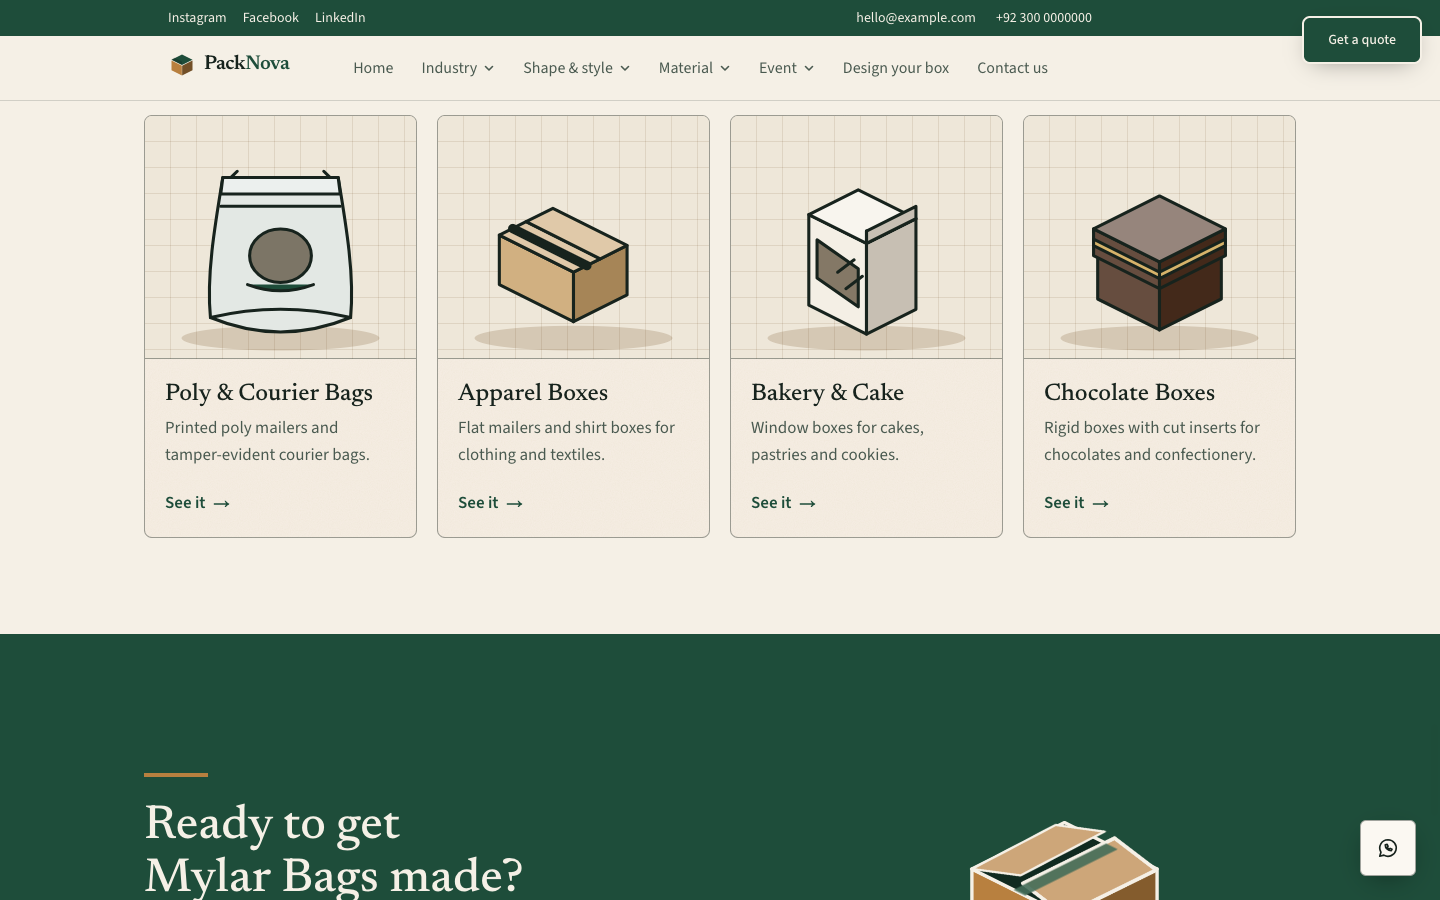 Instagram Facebook LinkedIn
hello@example.com +92 300 0000000
Get a quote
PackNova
Home Industry Shape & style Material Event Design your box Contact us
Poly & Courier Bags
Printed poly mailers and
tamper-evident courier bags.
See it →
Apparel Boxes
Flat mailers and shirt boxes for
clothing and textiles.
See it →
Bakery & Cake
Window boxes for cakes,
pastries and cookies.
See it →
Chocolate Boxes
Rigid boxes with cut inserts for
chocolates and confectionery.
See it →
Ready to get
Mylar Bags made?